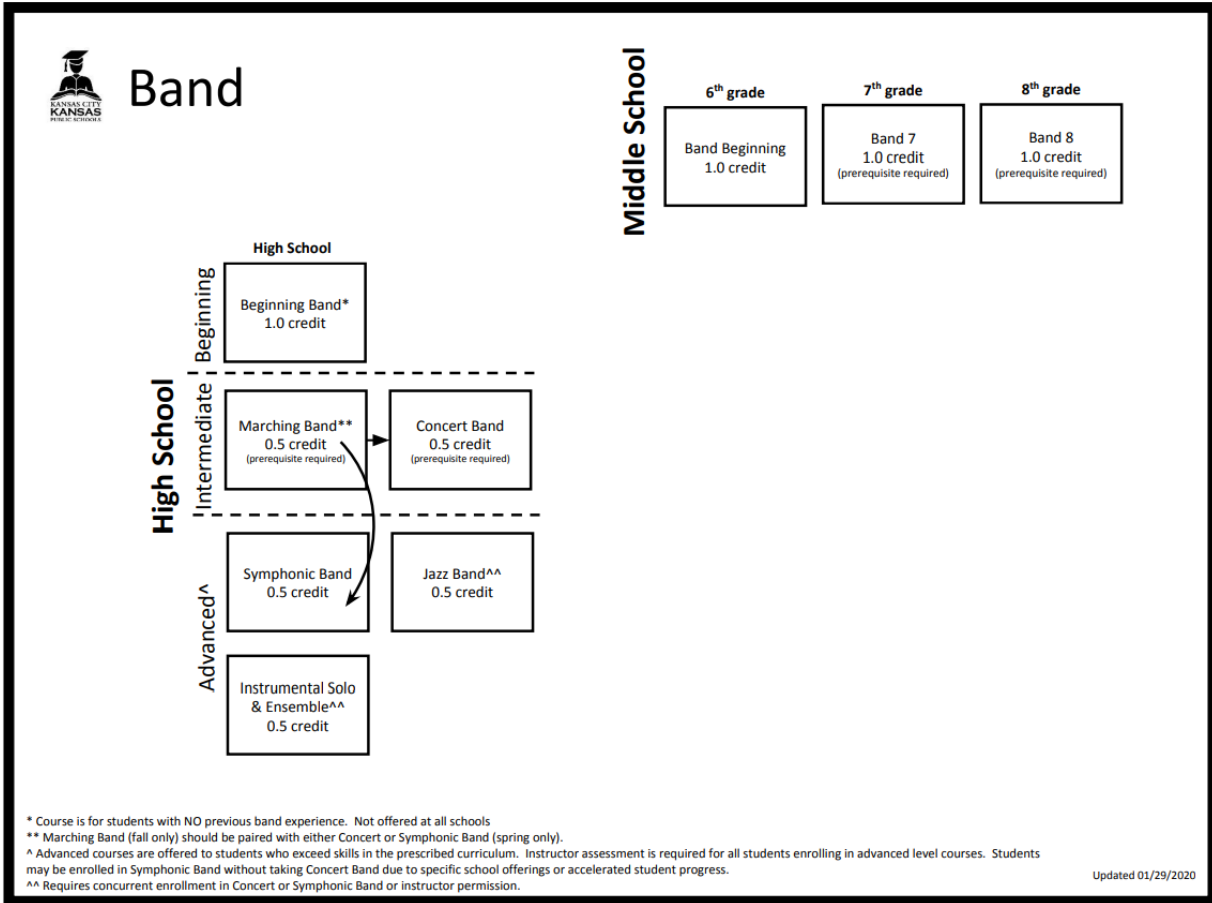 KANSAS CITY
KANSAS
PUBLIC SCHOOLS
Band
Middle School
6th grade
7th grade
8th grade
Band Beginning
1.0 credit
Band 7
1.0 credit
(prerequisite required)
Band 8
1.0 credit
(prerequisite required)
High School
High School
Beginning
Beginning Band*
1.0 credit
Intermediate
Marching Band**
0.5 credit
(prerequisite required)
Concert Band
0.5 credit
(prerequisite required)
Advanced^
Symphonic Band
0.5 credit
Jazz Band^^
0.5 credit
Instrumental Solo
& Ensemble^^
0.5 credit
* Course is for students with NO previous band experience.  Not offered at all schools
** Marching Band (fall only) should be paired with either Concert or Symphonic Band (spring only).
^ Advanced courses are offered to students who exceed skills in the prescribed curriculum.  Instructor assessment is required for all students enrolling in advanced level courses.  Students
may be enrolled in Symphonic Band without taking Concert Band due to specific school offerings or accelerated student progress.
^^ Requires concurrent enrollment in Concert or Symphonic Band or instructor permission.
Updated 01/29/2020